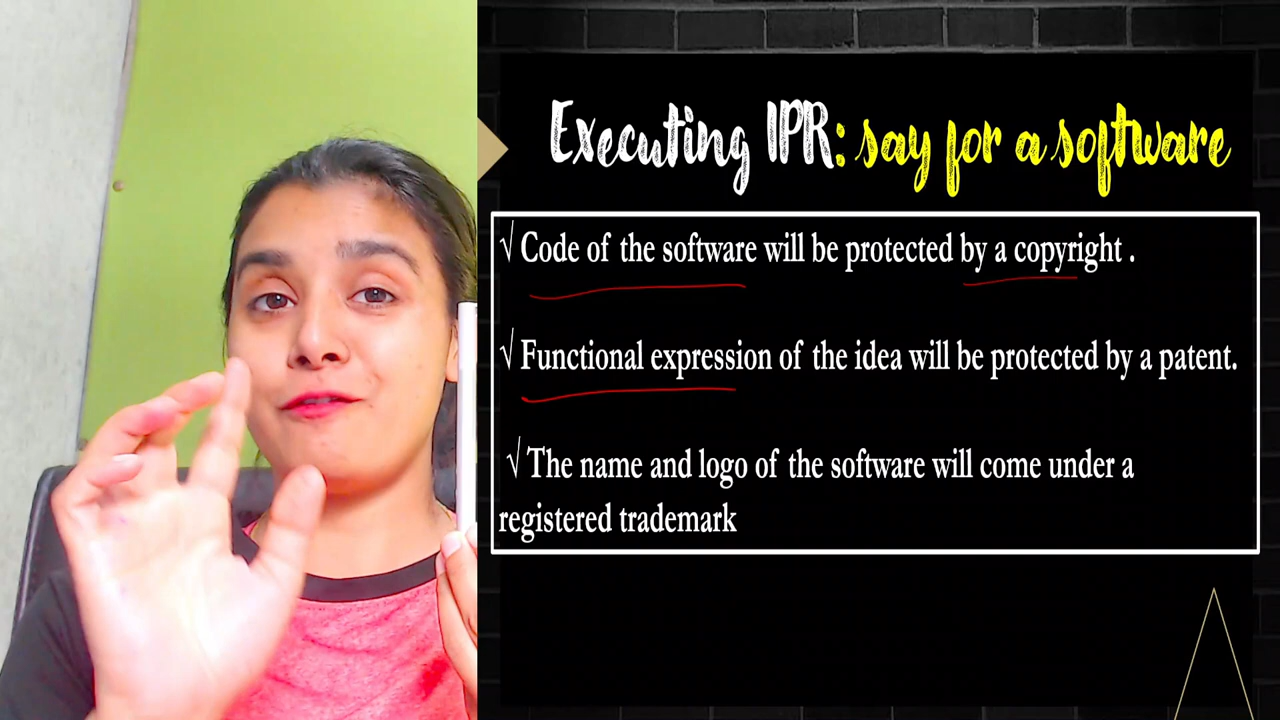 Executing IPR: say for a software
√ Code of the software will be protected by a copyright .
√ Functional expression of the idea will be protected by a patent.
√ The name and logo of the software will come under a
registered trademark